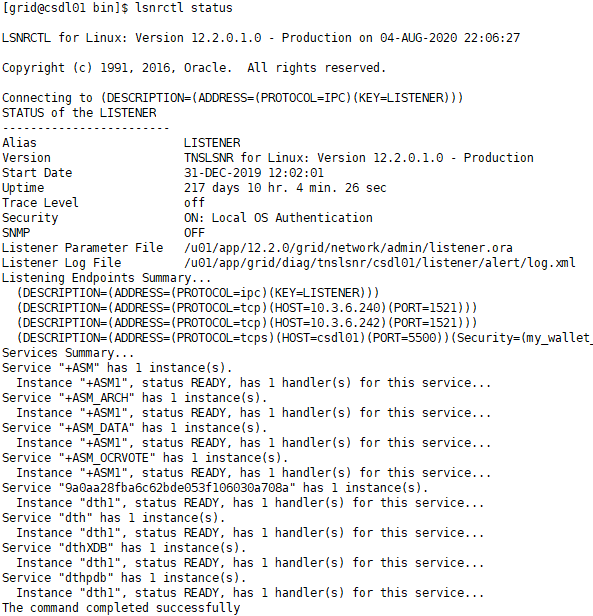 [grid@csdl01 bin]$ lsnrctl status
LSNRCTL for Linux: Version 12.2.0.1.0 - Production on 04-AUG-2020 22:06:27
Copyright (c) 1991, 2016, Oracle.  All rights reserved.
Connecting to (DESCRIPTION=(ADDRESS=(PROTOCOL=IPC)(KEY=LISTENER)))
STATUS of the LISTENER
------------------------
Alias                     LISTENER
Version                   TNSLSNR for Linux: Version 12.2.0.1.0 - Production
Start Date                31-DEC-2019 12:02:01
Uptime                    217 days 10 hr. 4 min. 26 sec
Trace Level               off
Security                  ON: Local OS Authentication
SNMP                      OFF
Listener Parameter File   /u01/app/12.2.0/grid/network/admin/listener.ora
Listener Log File         /u01/app/grid/diag/tnslsnr/csdl01/listener/alert/log.xml
Listening Endpoints Summary...
  (DESCRIPTION=(ADDRESS=(PROTOCOL=ipc)(KEY=LISTENER)))
  (DESCRIPTION=(ADDRESS=(PROTOCOL=tcp)(HOST=10.3.6.240)(PORT=1521)))
  (DESCRIPTION=(ADDRESS=(PROTOCOL=tcp)(HOST=10.3.6.242)(PORT=1521)))
  (DESCRIPTION=(ADDRESS=(PROTOCOL=tcps)(HOST=csdl01)(PORT=5500))(Security=(my_wallet_
Services Summary...
Service "+ASM" has 1 instance(s).
  Instance "+ASM1", status READY, has 1 handler(s) for this service...
Service "+ASM_ARCH" has 1 instance(s).
  Instance "+ASM1", status READY, has 1 handler(s) for this service...
Service "+ASM_DATA" has 1 instance(s).
  Instance "+ASM1", status READY, has 1 handler(s) for this service...
Service "+ASM_OCRVOTE" has 1 instance(s).
  Instance "+ASM1", status READY, has 1 handler(s) for this service...
Service "9a0aa28fba6c62bde053f106030a708a" has 1 instance(s).
  Instance "dth1", status READY, has 1 handler(s) for this service...
Service "dth" has 1 instance(s).
  Instance "dth1", status READY, has 1 handler(s) for this service...
Service "dthXDB" has 1 instance(s).
  Instance "dth1", status READY, has 1 handler(s) for this service...
Service "dthpdb" has 1 instance(s).
  Instance "dth1", status READY, has 1 handler(s) for this service...
The command completed successfully